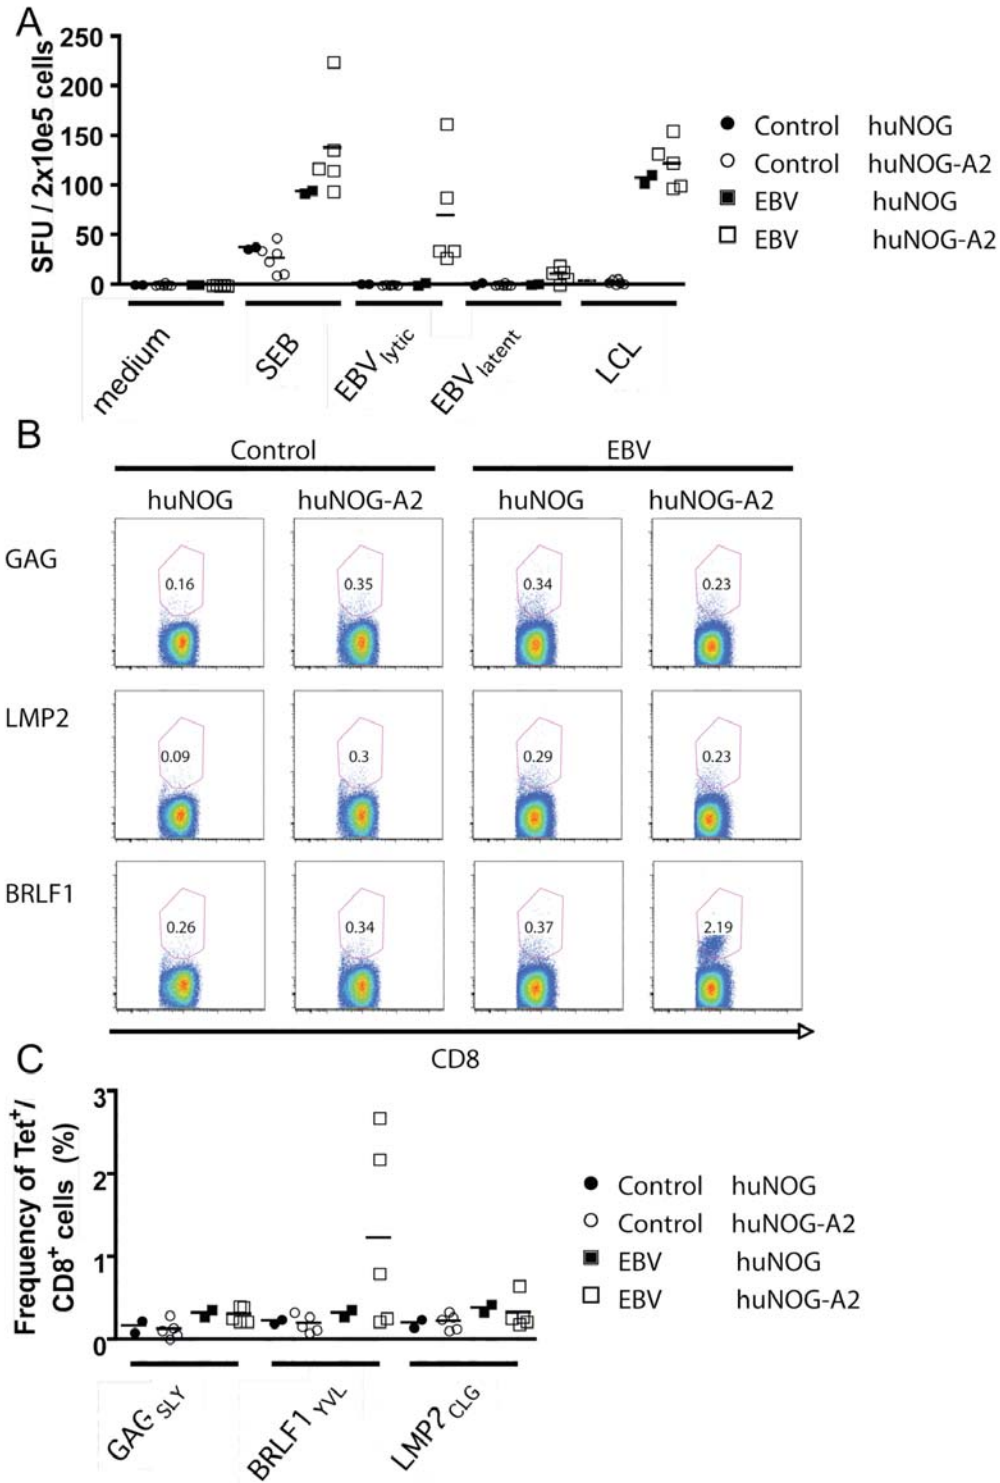 A
SFU / 2x10e5 cells
250
200
150
100
50
0
medium
SEB
EBVlytic
EBVlatent
LCL
Control huNOG
Control huNOG-A2
EBV huNOG
EBV huNOG-A2
B
Control EBV
huNOG huNOG-A2 huNOG huNOG-A2
GAG
0.16 0.35 0.34 0.23
LMP2
0.09 0.3 0.29 0.23
BRLF1
0.26 0.34 0.37 2.19
CD8
C
Frequency of Tet+/
CD8+ cells (%)
3
2
1
0
GAG SLY
BRLF1 YVL
LMP2 CLG
Control huNOG
Control huNOG-A2
EBV huNOG
EBV huNOG-A2